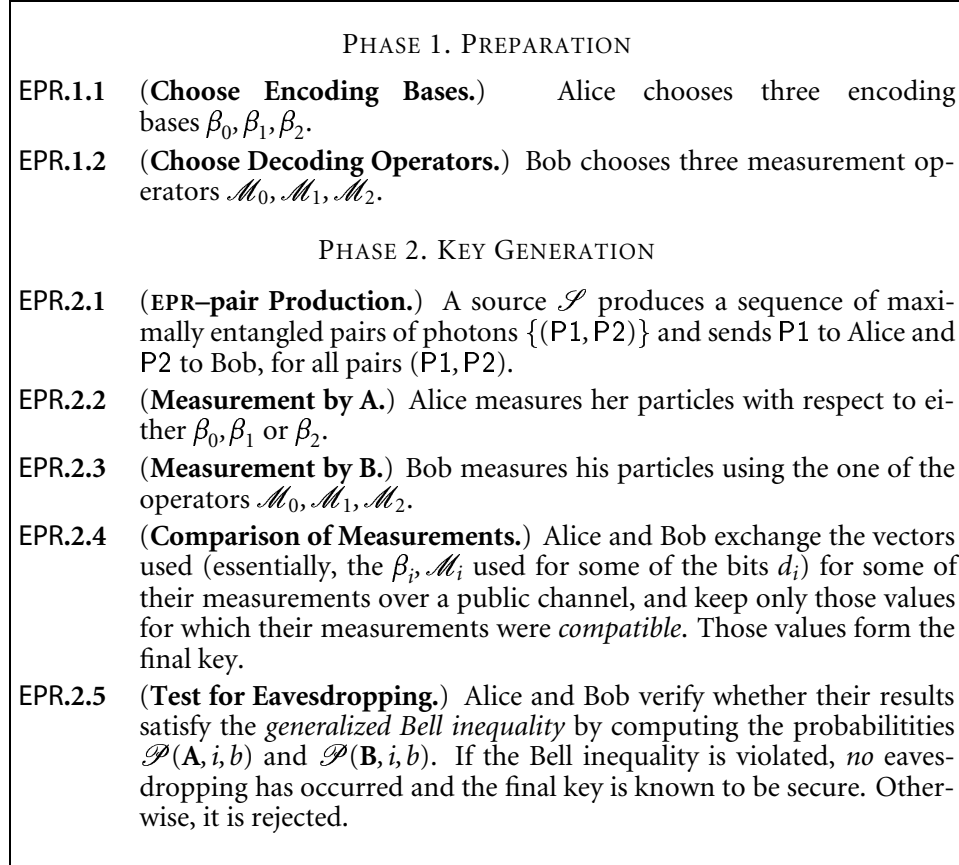 PHASE 1. PREPARATION
EPR.1.1 (Choose Encoding Bases.) Alice chooses three encoding
bases β₀,β₁,β₂.
EPR.1.2 (Choose Decoding Operators.) Bob chooses three measurement op-
erators ℳ₀,ℳ₁,ℳ₂.
PHASE 2. KEY GENERATION
EPR.2.1 (EPR–pair Production.) A source 𝒮 produces a sequence of maxi-
mally entangled pairs of photons {(P1,P2)} and sends P1 to Alice and
P2 to Bob, for all pairs (P1,P2).
EPR.2.2 (Measurement by A.) Alice measures her particles with respect to ei-
ther β₀,β₁ or β₂.
EPR.2.3 (Measurement by B.) Bob measures his particles using the one of the
operators ℳ₀,ℳ₁,ℳ₂.
EPR.2.4 (Comparison of Measurements.) Alice and Bob exchange the vectors
used (essentially, the βᵢ,ℳᵢ used for some of the bits dᵢ) for some of
their measurements over a public channel, and keep only those values
for which their measurements were compatible. Those values form the
final key.
EPR.2.5 (Test for Eavesdropping.) Alice and Bob verify whether their results
satisfy the generalized Bell inequality by computing the probabilitities
𝒫(A,i,b) and 𝒫(B,i,b). If the Bell inequality is violated, no eaves-
dropping has occurred and the final key is known to be secure. Other-
wise, it is rejected.